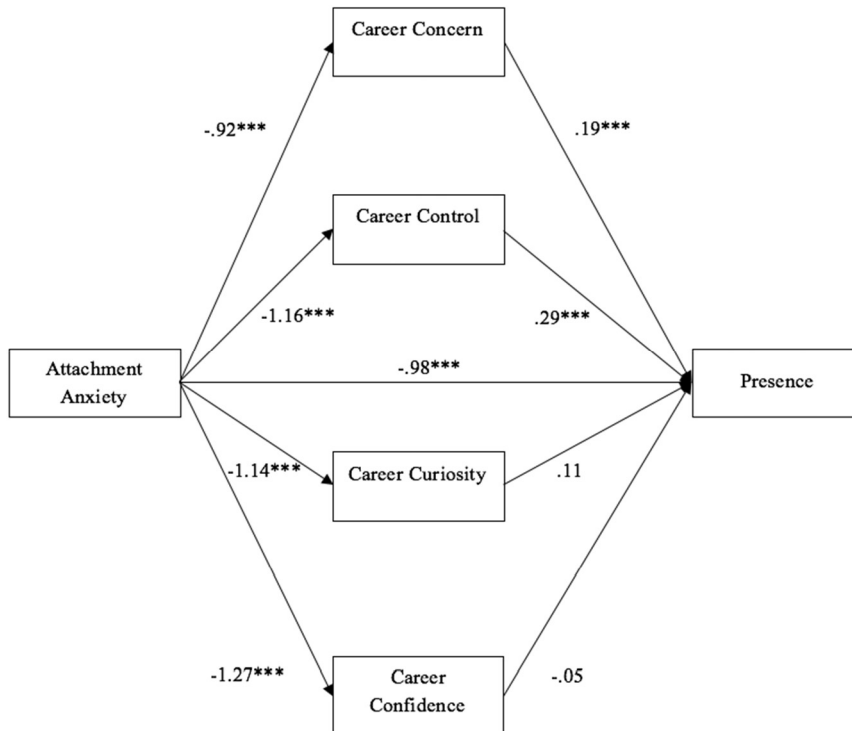 Career Concern
-.92***
.19***
Career Control
-1.16***
.29***
Attachment
Anxiety
-.98***
Presence
-1.14***
Career Curiosity
.11
-1.27***
Career
Confidence
-.05